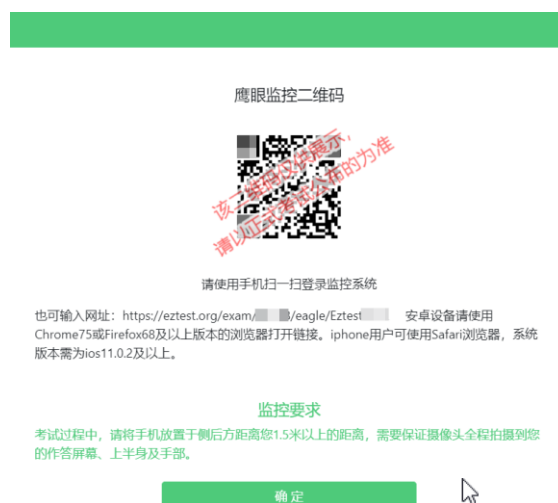 鹰眼监控二维码
该二维码仅供展示,
请以正式考试公布的为准
请使用手机扫一扫登录监控系统
也可输入网址：https://eztest.org/exam/ /eagle/Eztest 安卓设备请使用
Chrome75或Firefox68及以上版本的浏览器打开链接。iphone用户可使用Safari浏览器，系统
版本需为ios11.0.2及以上。
监控要求
考试过程中，请将手机放置于侧后方距离您1.5米以上的距离，需要保证摄像头全程拍摄到您
的作答屏幕、上半身及手部。
确定